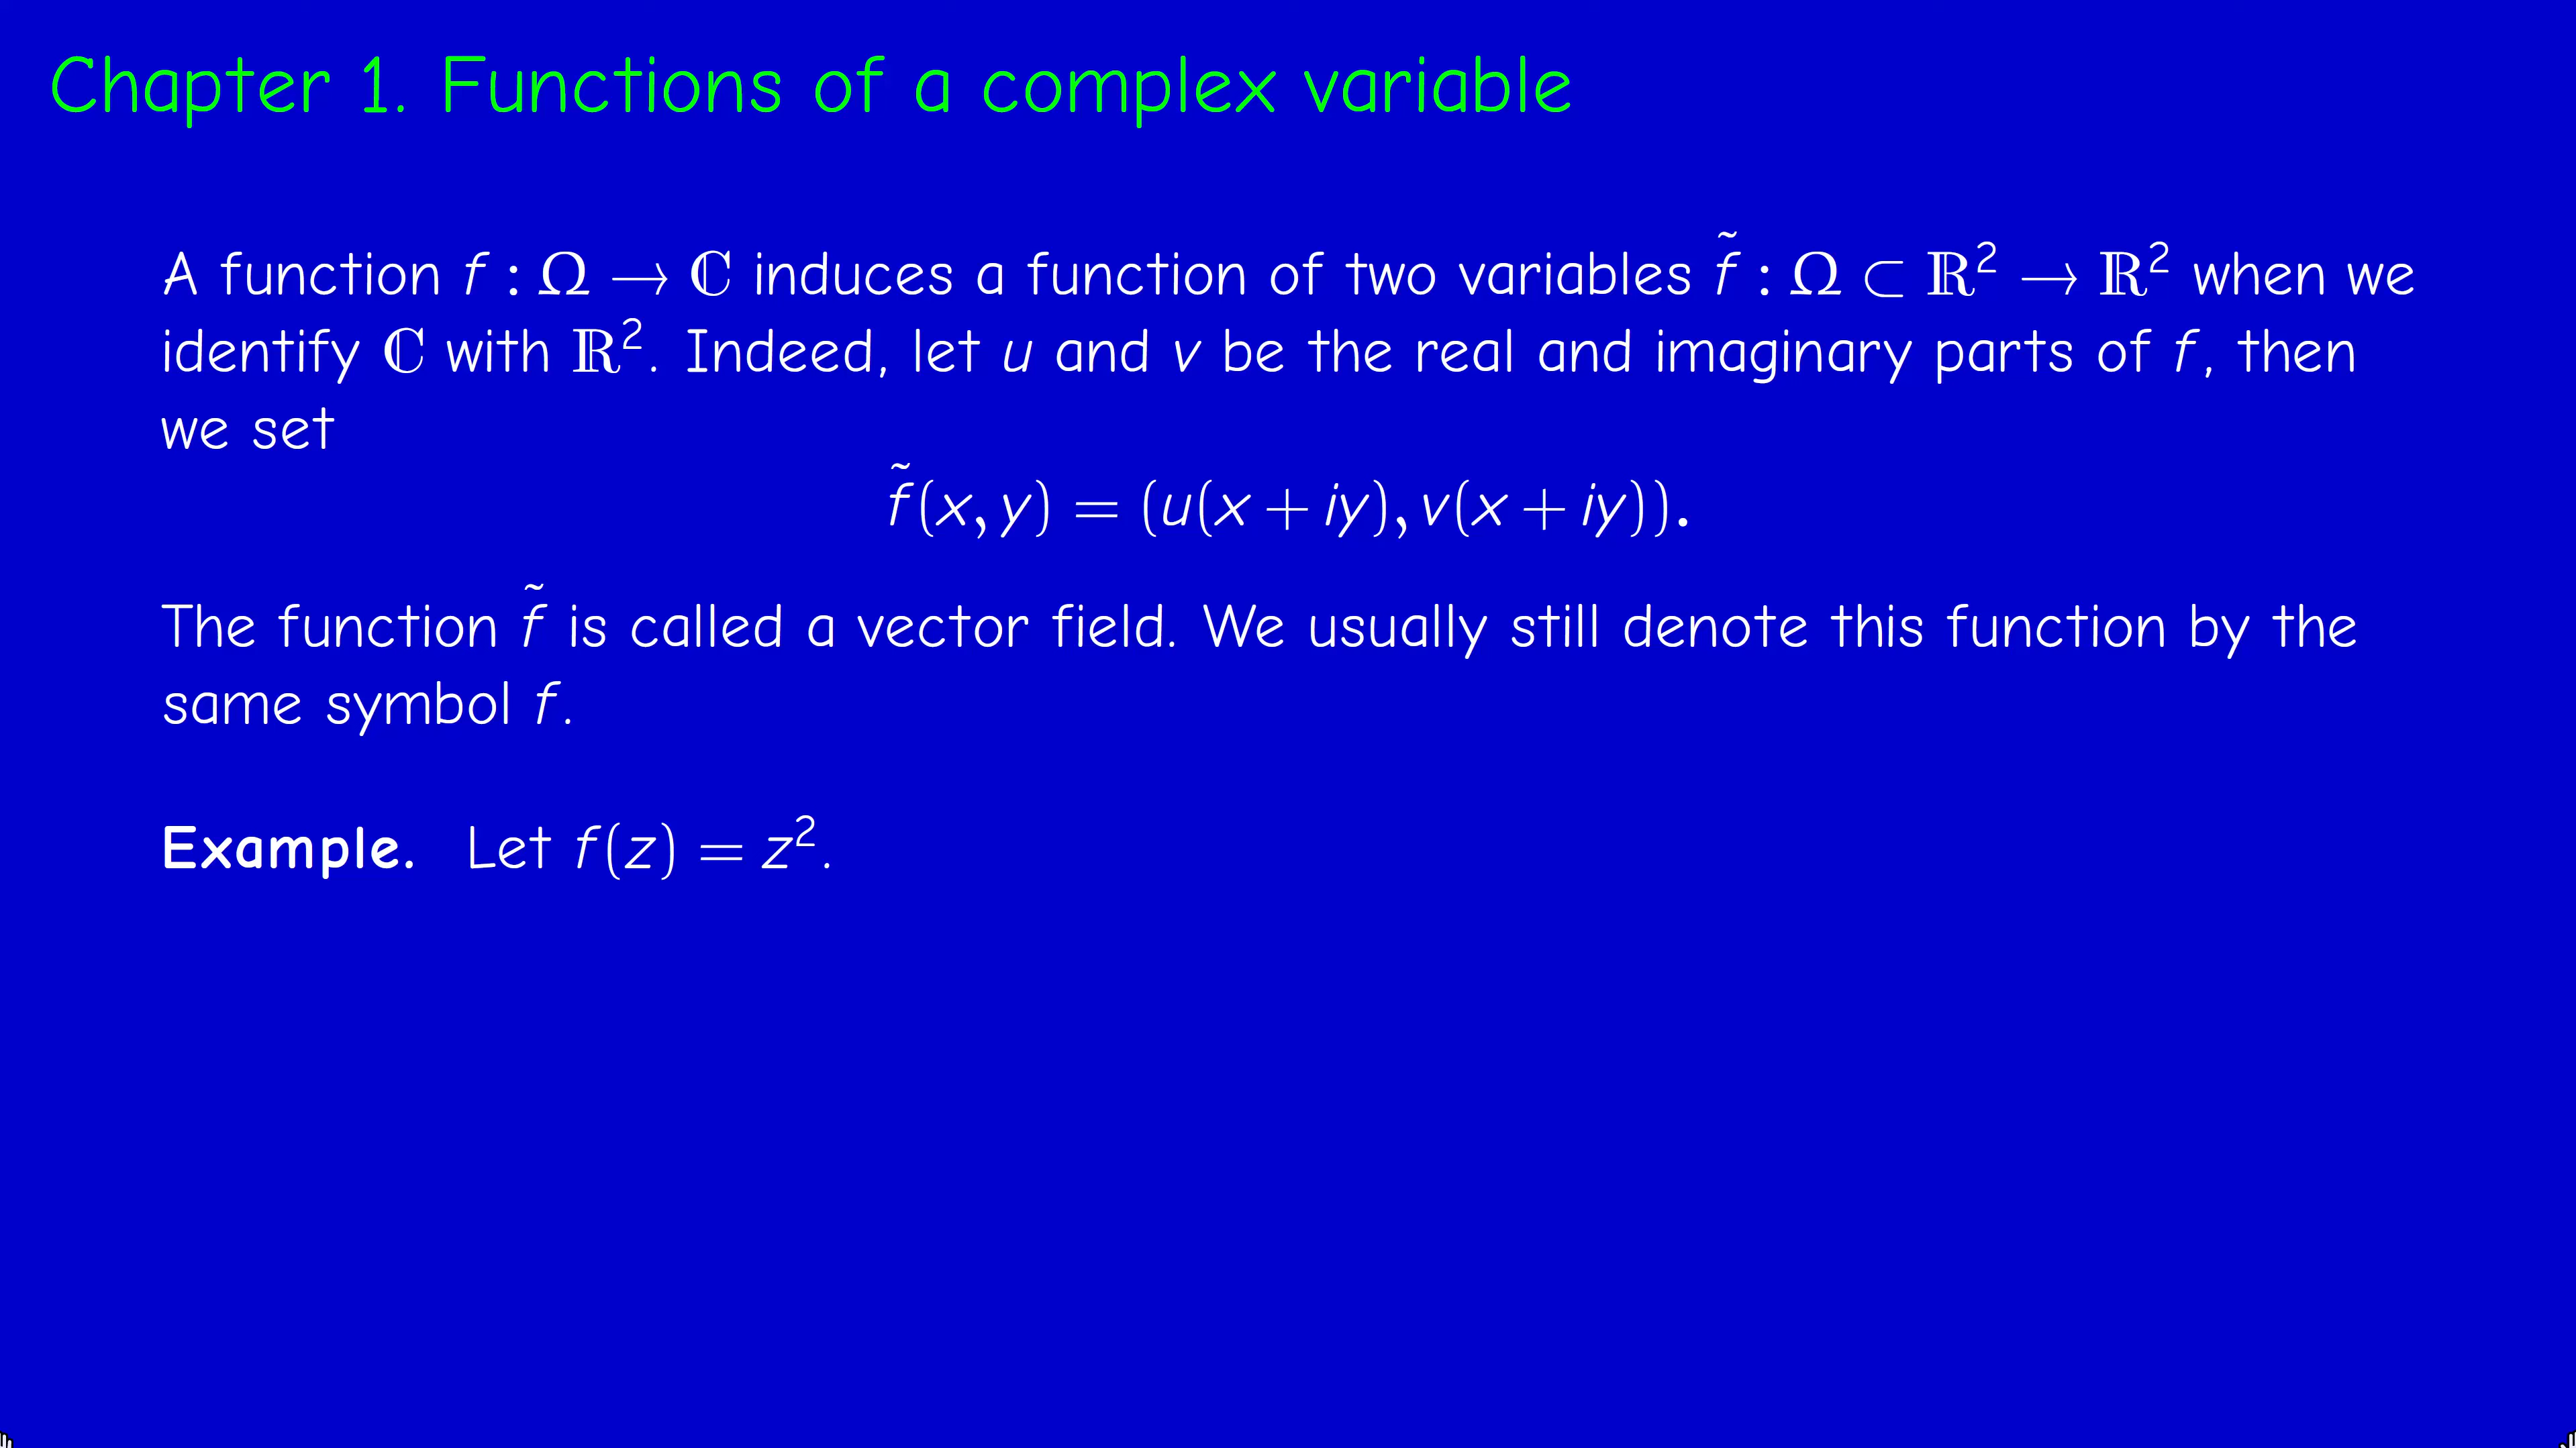 Chapter 1. Functions of a complex variable
A function f : Ω → ℂ induces a function of two variables f̃ : Ω ⊂ ℝ² → ℝ² when we
identify ℂ with ℝ². Indeed, let u and v be the real and imaginary parts of f, then
we set
f̃(x, y) = (u(x + iy), v(x + iy)).
The function f̃ is called a vector field. We usually still denote this function by the
same symbol f.
Example. Let f(z) = z².